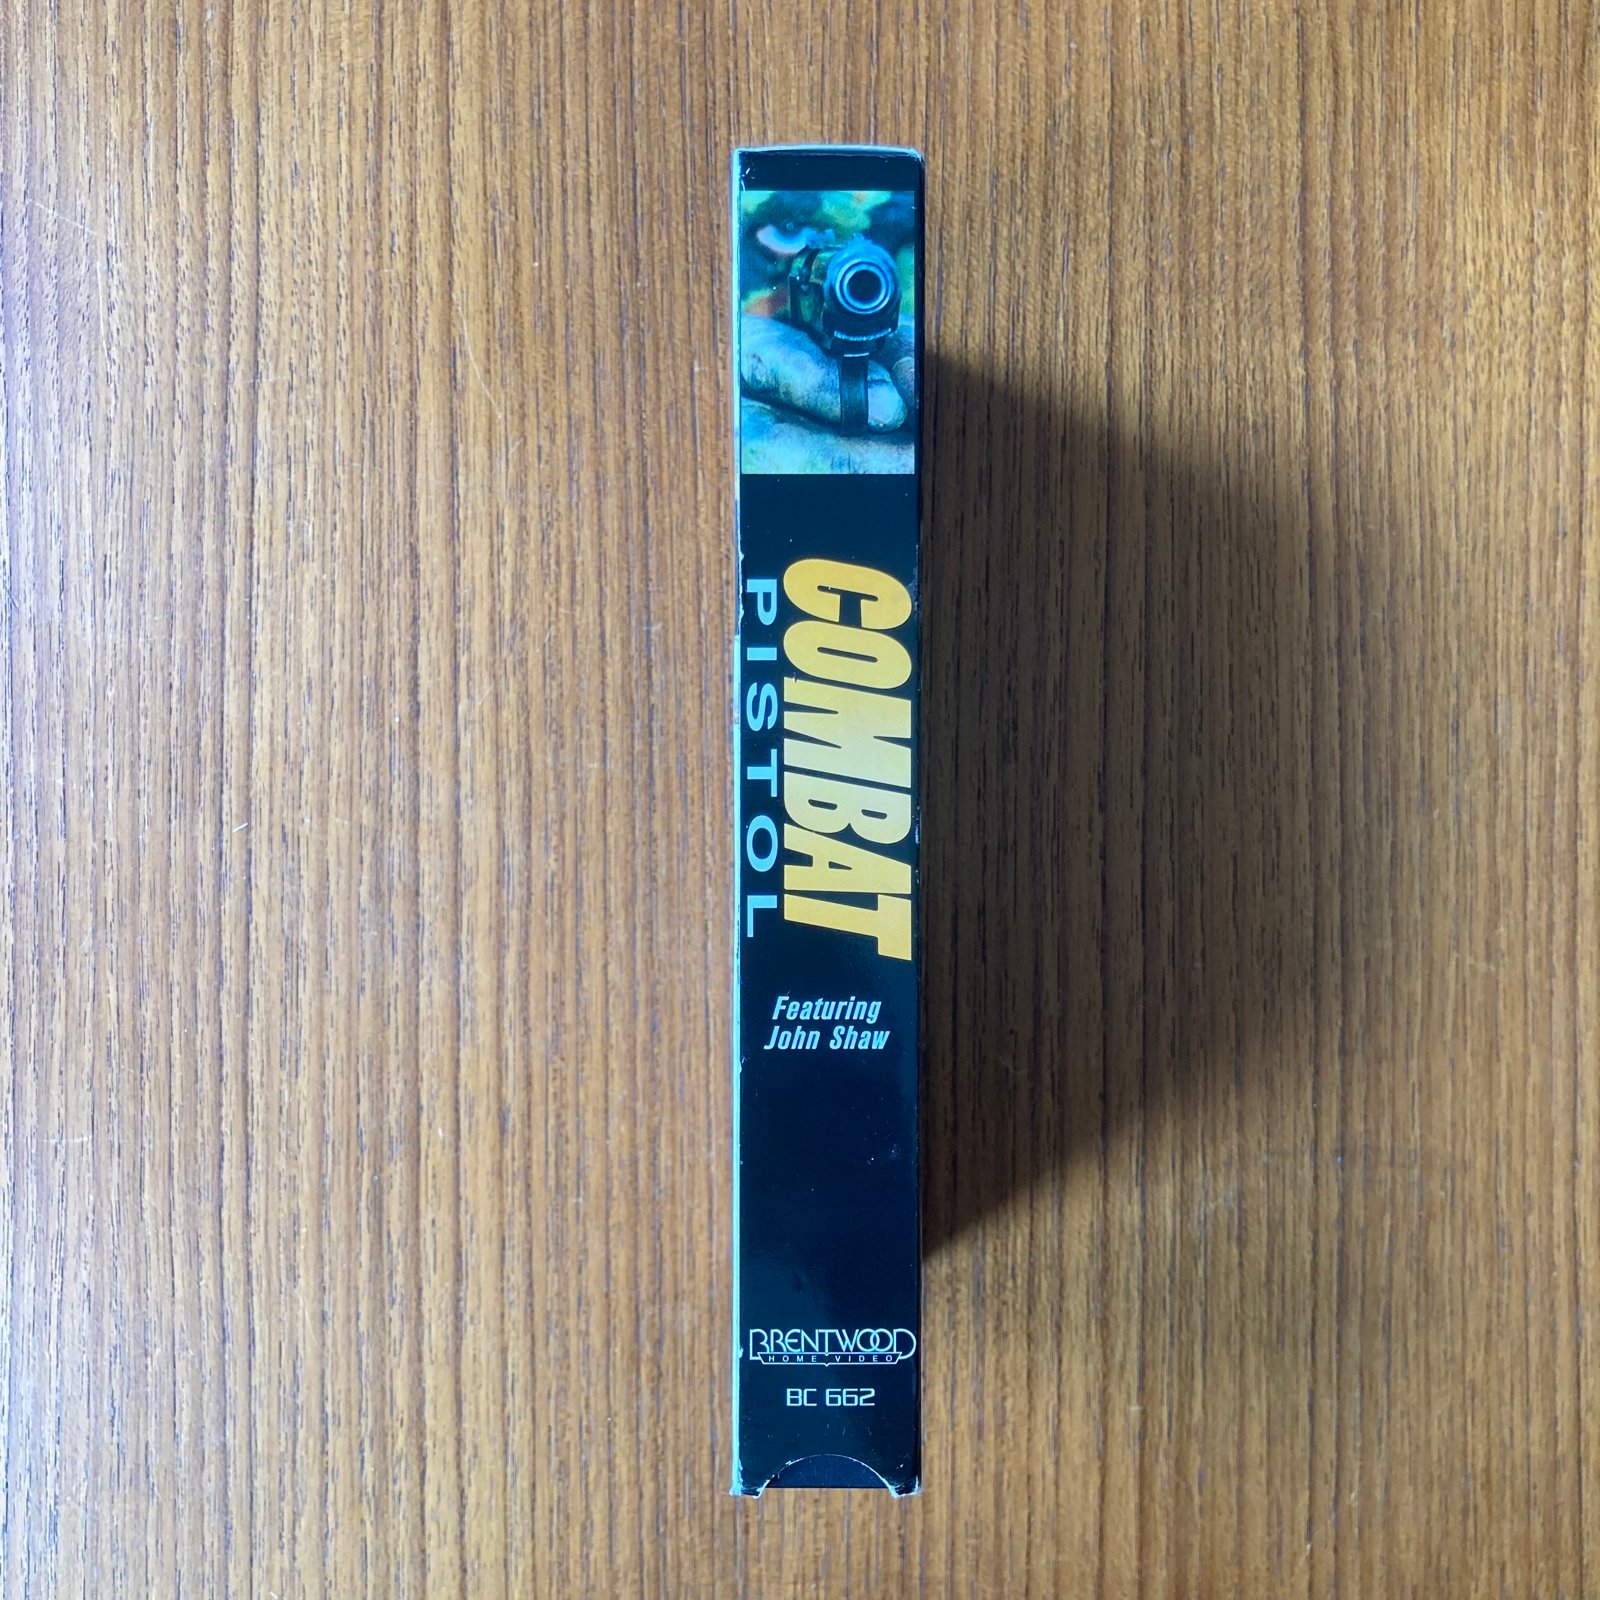 COMBAT
PISTOL
Featuring
John Shaw
BRENTWOOD
HOME VIDEO
BC 662